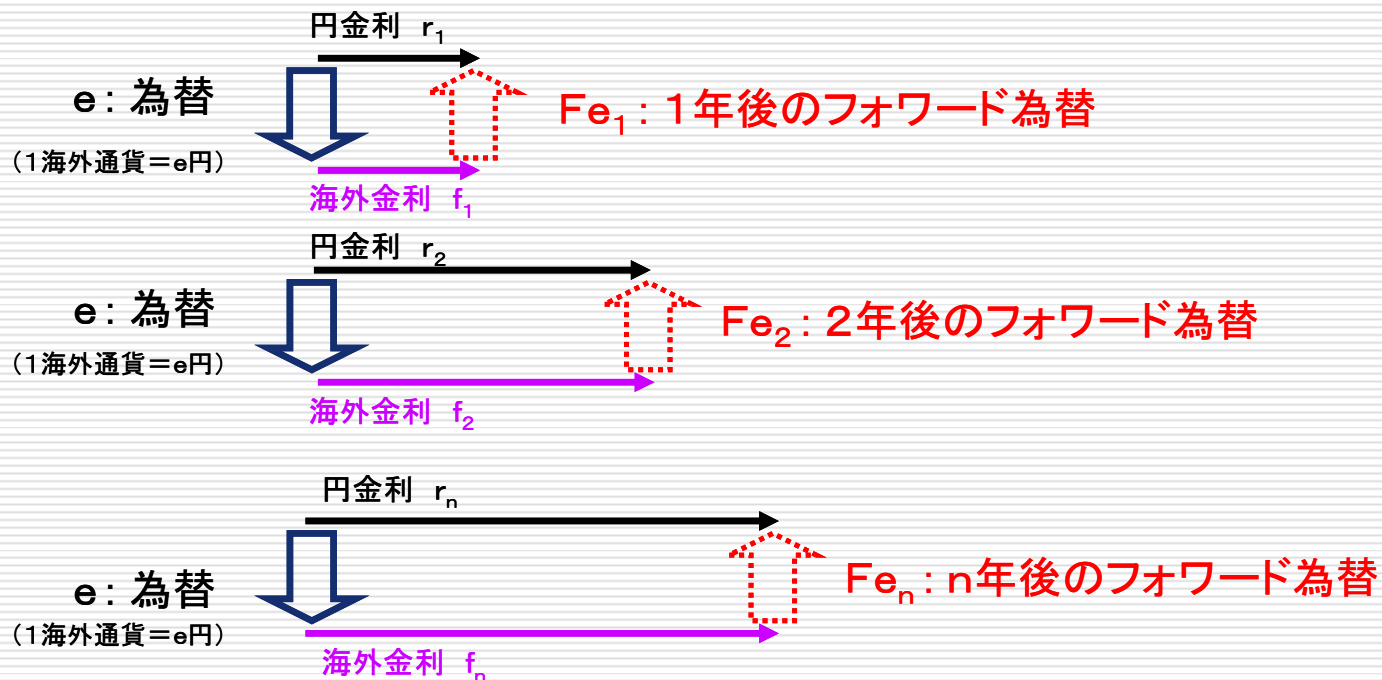 円金利 r₁
e：為替
Fe₁：１年後のフォワード為替
（１海外通貨＝e円）
海外金利 f₁
円金利 r₂
e：為替
Fe₂：２年後のフォワード為替
（１海外通貨＝e円）
海外金利 f₂
円金利 rₙ
e：為替
Feₙ：ｎ年後のフォワード為替
（１海外通貨＝e円）
海外金利 fₙ